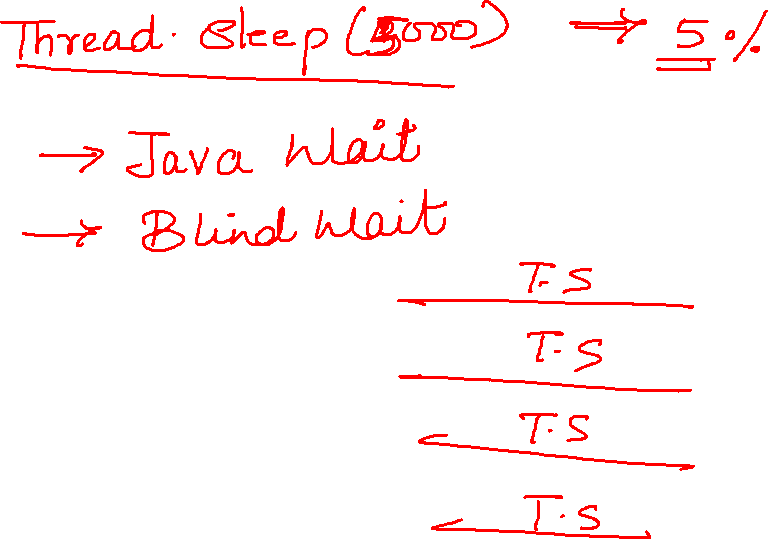 Thread. Sleep (5000) ⇒ 5 %
→ Java Wait
→ Blind Wait
T.S
T.S
T.S
T.S